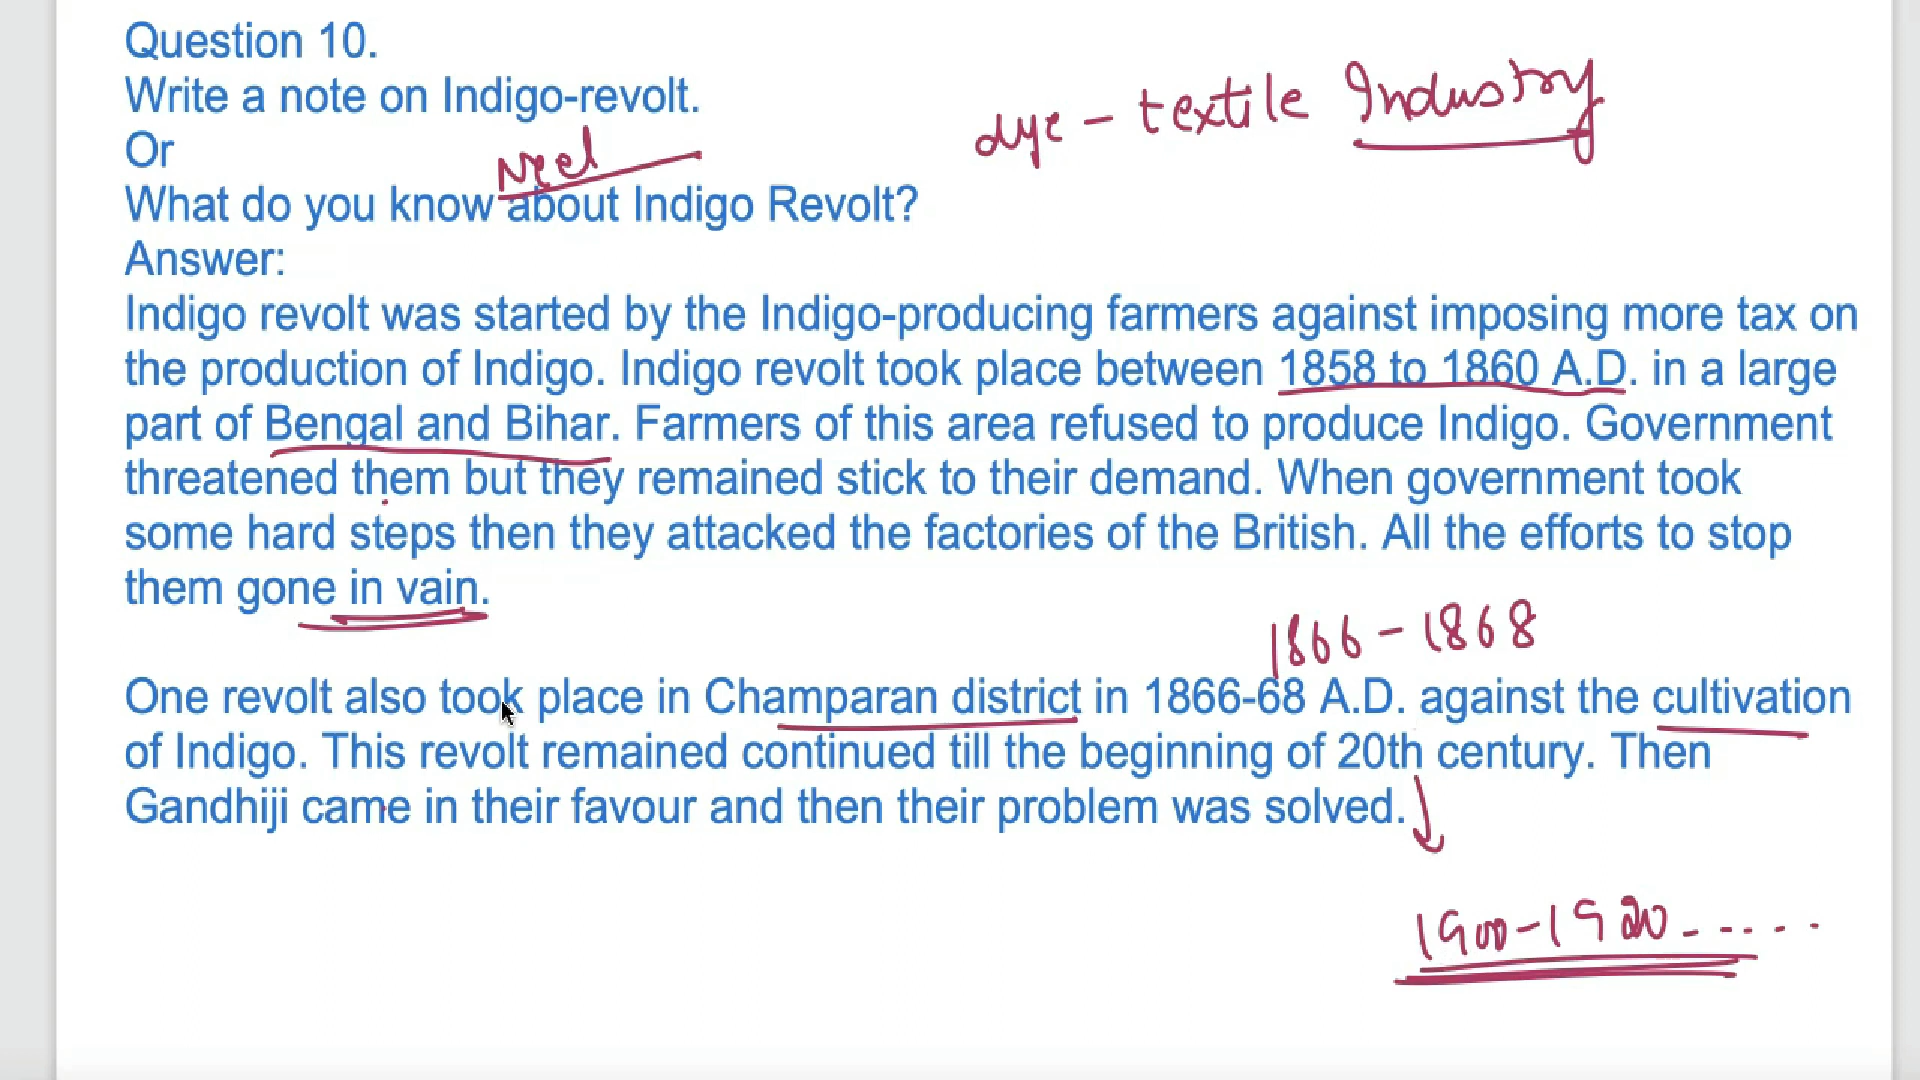 Question 10.
Write a note on Indigo-revolt.
dye - textile Industry
Or
Neel
What do you know about Indigo Revolt?
Answer:
Indigo revolt was started by the Indigo-producing farmers against imposing more tax on
the production of Indigo. Indigo revolt took place between 1858 to 1860 A.D. in a large
part of Bengal and Bihar. Farmers of this area refused to produce Indigo. Government
threatened them but they remained stick to their demand. When government took
some hard steps then they attacked the factories of the British. All the efforts to stop
them gone in vain.
1866 - 1868
One revolt also took place in Champaran district in 1866-68 A.D. against the cultivation
of Indigo. This revolt remained continued till the beginning of 20th century. Then
Gandhiji came in their favour and then their problem was solved.
1900-1920 ......